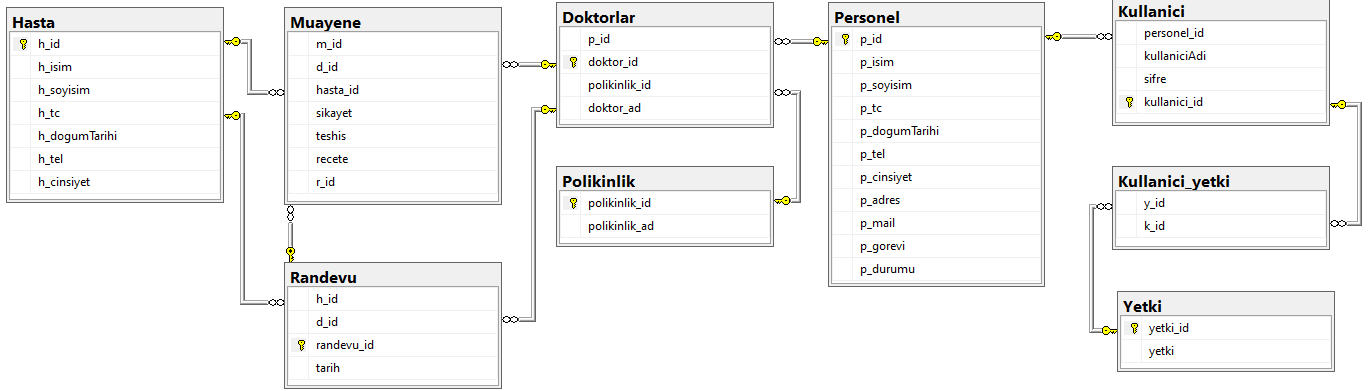 Hasta
h_id
h_isim
h_soyisim
h_tc
h_dogumTarihi
h_tel
h_cinsiyet
Muayene
m_id
d_id
hasta_id
sikayet
teshis
recete
r_id
Randevu
h_id
d_id
randevu_id
tarih
Doktorlar
p_id
doktor_id
polikinlik_id
doktor_ad
Polikinlik
polikinlik_id
polikinlik_ad
Personel
p_id
p_isim
p_soyisim
p_tc
p_dogumTarihi
p_tel
p_cinsiyet
p_adres
p_mail
p_gorevi
p_durumu
Kullanici
personel_id
kullaniciAdi
sifre
kullanici_id
Kullanici_yetki
y_id
k_id
Yetki
yetki_id
yetki